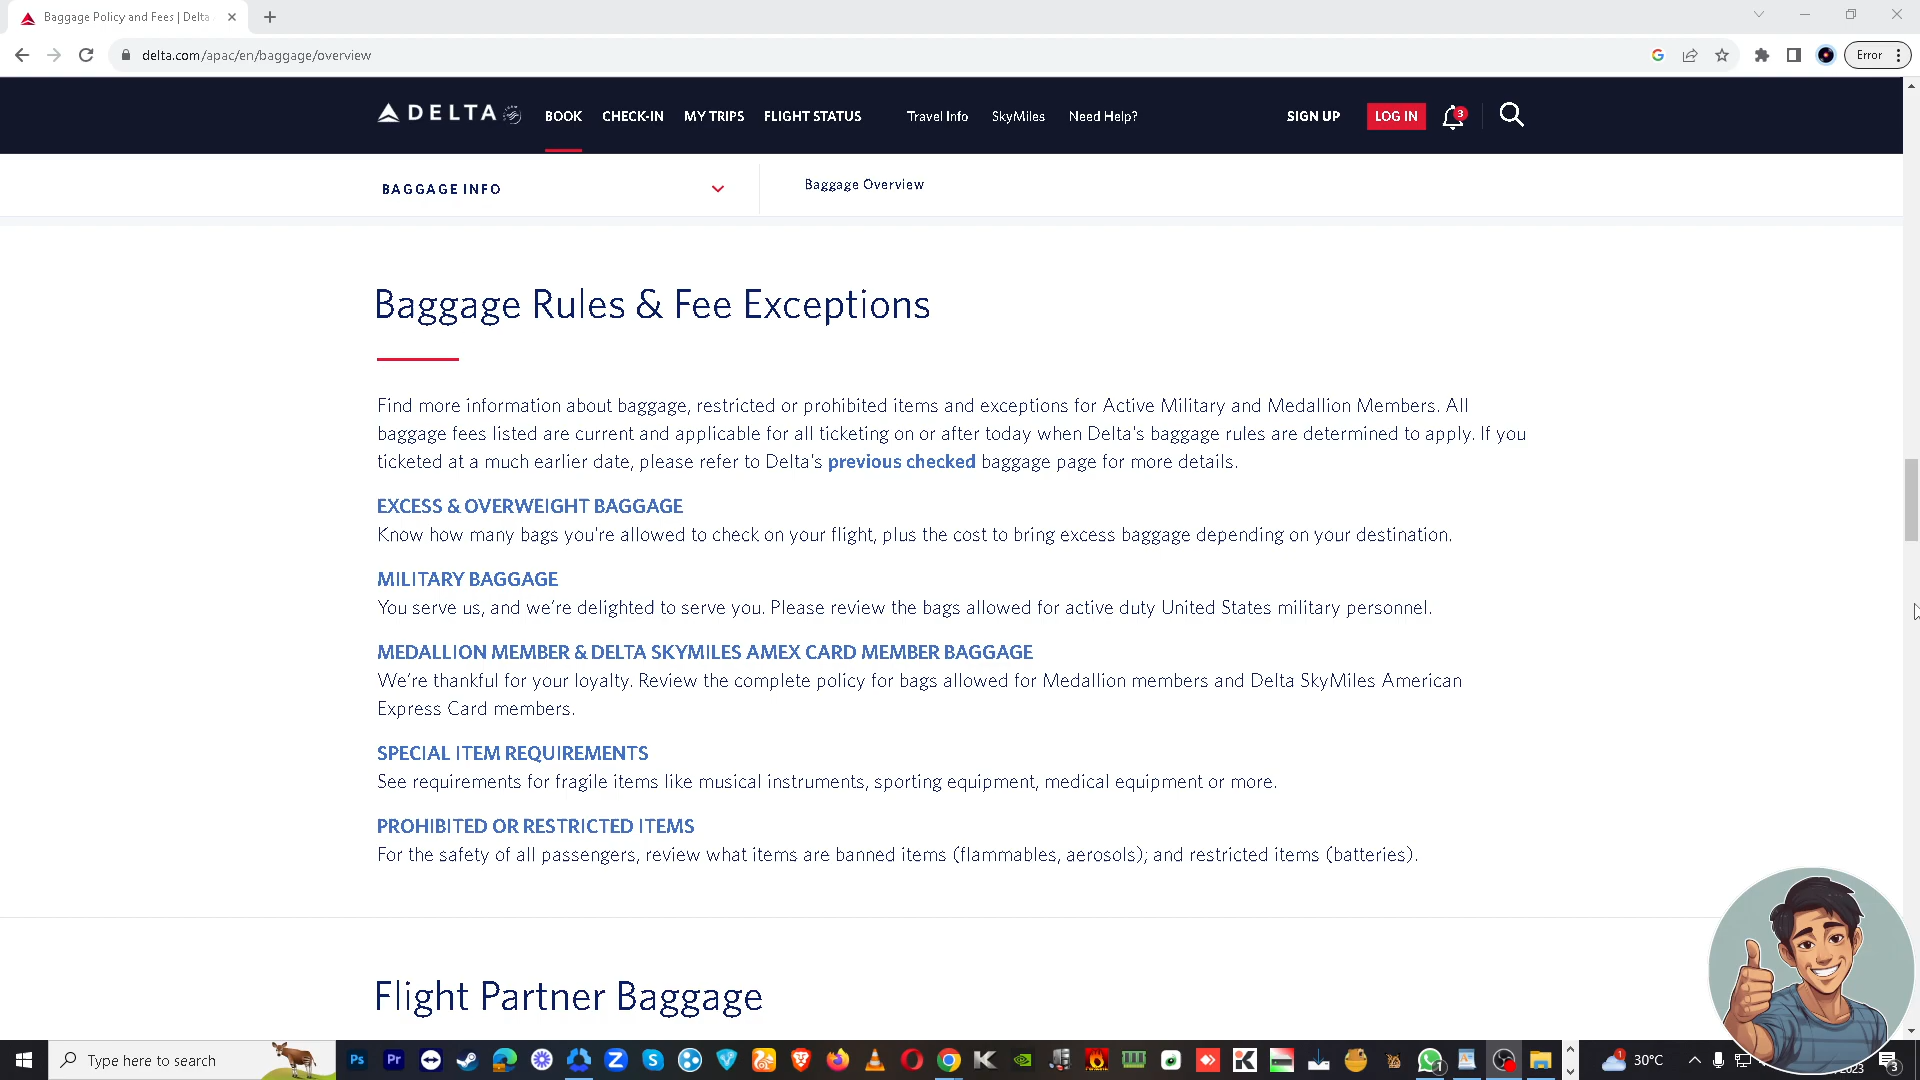 Baggage Policy and Fees | Delta
delta.com/apac/en/baggage/overview
Error
DELTA
BOOK
CHECK-IN
MY TRIPS
FLIGHT STATUS
Travel Info
SkyMiles
Need Help?
SIGN UP
LOG IN
3
BAGGAGE INFO
Baggage Overview
Baggage Rules & Fee Exceptions
Find more information about baggage, restricted or prohibited items and exceptions for Active Military and Medallion Members. All
baggage fees listed are current and applicable for all ticketing on or after today when Delta's baggage rules are determined to apply. If you
ticketed at a much earlier date, please refer to Delta's previous checked baggage page for more details.
EXCESS & OVERWEIGHT BAGGAGE
Know how many bags you're allowed to check on your flight, plus the cost to bring excess baggage depending on your destination.
MILITARY BAGGAGE
You serve us, and we're delighted to serve you. Please review the bags allowed for active duty United States military personnel.
MEDALLION MEMBER & DELTA SKYMILES AMEX CARD MEMBER BAGGAGE
We're thankful for your loyalty. Review the complete policy for bags allowed for Medallion members and Delta SkyMiles American
Express Card members.
SPECIAL ITEM REQUIREMENTS
See requirements for fragile items like musical instruments, sporting equipment, medical equipment or more.
PROHIBITED OR RESTRICTED ITEMS
For the safety of all passengers, review what items are banned items (flammables, aerosols); and restricted items (batteries).
Flight Partner Baggage
Type here to search
Ps
Pr
1
1
30°C
2023
3